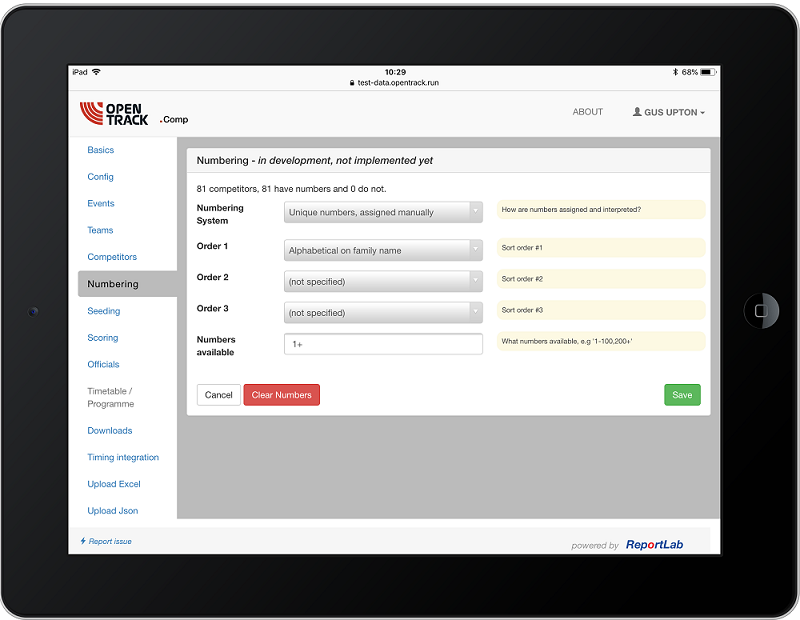 iPad 10:29 68%
test-data.opentrack.run
OPEN
TRACK .Comp ABOUT GUS UPTON
Basics
Config
Events
Teams
Competitors
Numbering
Seeding
Scoring
Officials
Timetable /
Programme
Downloads
Timing integration
Upload Excel
Upload Json
Numbering - in development, not implemented yet
81 competitors, 81 have numbers and 0 do not.
Numbering
System
Unique numbers, assigned manually
How are numbers assigned and interpreted?
Order 1
Alphabetical on family name
Sort order #1
Order 2
(not specified)
Sort order #2
Order 3
(not specified)
Sort order #3
Numbers
available
1+
What numbers available, e.g '1-100,200+'
Cancel
Clear Numbers
Save
Report issue
powered by ReportLab